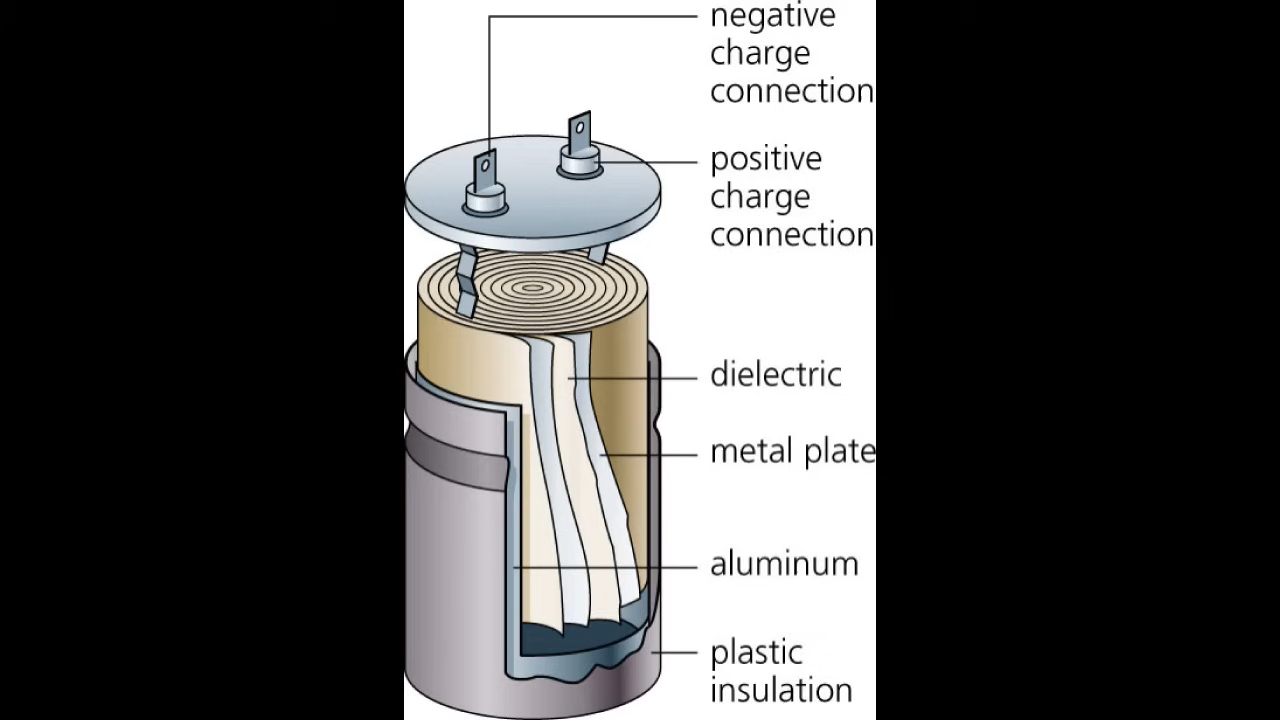 negative
charge
connection
positive
charge
connection
dielectric
metal plate
aluminum
plastic
insulation